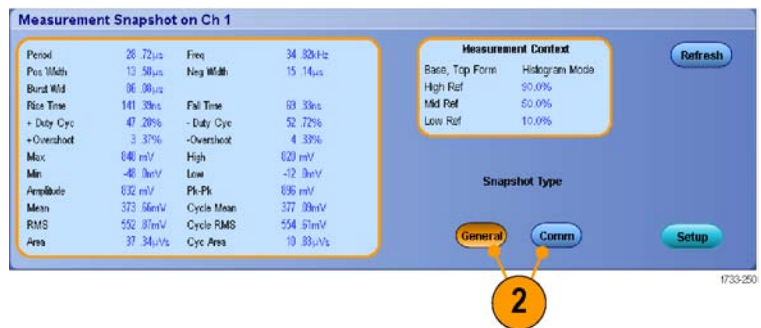 Measurement Snapshot on Ch 1
Period 28 .72µs Freq 34 .82kHz
Pos Width 13 .58µs Neg Width 15 .14µs
Burst Wid 86 .08µs
Rise Time 141 .39ns Fall Time 69 .33ns
+ Duty Cyc 47 .28% - Duty Cyc 52 .72%
+Overshoot 3 .37% -Overshoot 4 .33%
Max 848 mV High 820 mV
Min -48 .0mV Low -12 .0mV
Amplitude 832 mV Pk-Pk 896 mV
Mean 373 .66mV Cycle Mean 377 .09mV
RMS 552 .87mV Cycle RMS 554 .61mV
Area 37 .34µVs Cyc Area 10 .83µVs
Measurement Context
Base, Top Form Histogram Mode
High Ref 90.0%
Mid Ref 50.0%
Low Ref 10.0%
Refresh
Snapshot Type
General Comm
Setup
2
1733-250